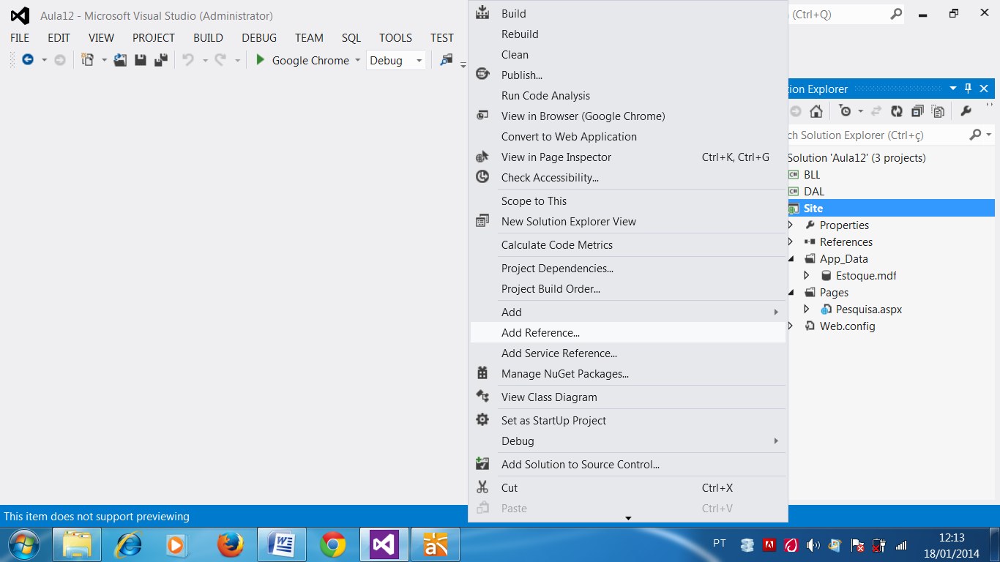 Aula12 - Microsoft Visual Studio (Administrator)
(Ctrl+Q)
FILE EDIT VIEW PROJECT BUILD DEBUG TEAM SQL TOOLS TEST
Google Chrome Debug
Build
Rebuild
Clean
Publish...
Run Code Analysis
View in Browser (Google Chrome)
Convert to Web Application
View in Page Inspector Ctrl+K, Ctrl+G
Check Accessibility...
Scope to This
New Solution Explorer View
Calculate Code Metrics
Project Dependencies...
Project Build Order...
Add
Add Reference...
Add Service Reference...
Manage NuGet Packages...
View Class Diagram
Set as StartUp Project
Debug
Add Solution to Source Control...
Cut Ctrl+X
Paste Ctrl+V
tion Explorer
ch Solution Explorer (Ctrl+ç)
Solution 'Aula12' (3 projects)
C# BLL
C# DAL
Site
Properties
References
App_Data
Estoque.mdf
Pages
Pesquisa.aspx
Web.config
This item does not support previewing
PT
12:13
18/01/2014